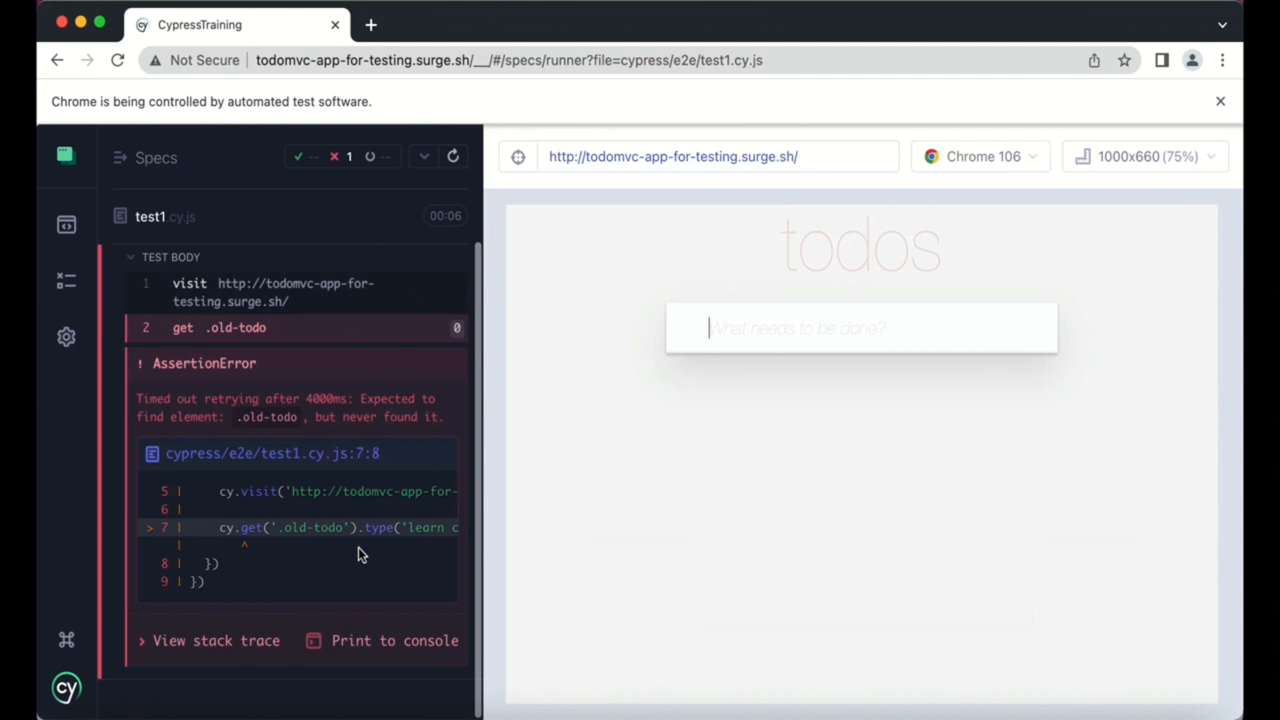 CypressTraining
Not Secure
todomvc-app-for-testing.surge.sh/__/#/specs/runner?file=cypress/e2e/test1.cy.js
Chrome is being controlled by automated test software.
Specs
✓ -- ✗ 1 --
test1.cy.js
00:06
TEST BODY
1 visit http://todomvc-app-for-
testing.surge.sh/
2 get .old-todo 0
! AssertionError
Timed out retrying after 4000ms: Expected to
find element: .old-todo, but never found it.
cypress/e2e/test1.cy.js:7:8
5 | cy.visit('http://todomvc-app-for-
6 |
> 7 | cy.get('.old-todo').type('learn c
| ^
8 | })
9 | })
> View stack trace
Print to console
cy
http://todomvc-app-for-testing.surge.sh/
Chrome 106
1000x660 (75%)
todos
What needs to be done?